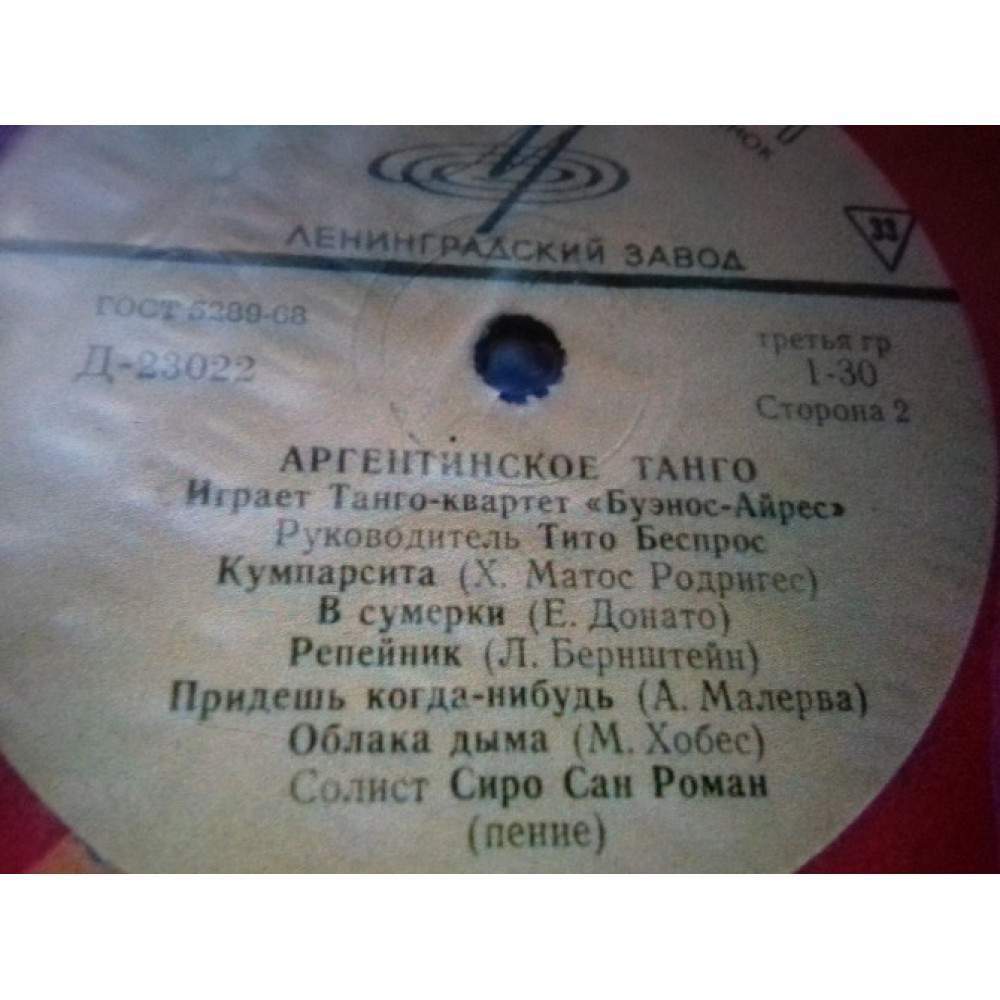 ЛЕНИНГРАДСКИЙ ЗАВОД
33
ГОСТ 5289-68
Д-23022
третья гр
1-30
Сторона 2
АРГЕНТИНСКОЕ ТАНГО
Играет Танго-квартет «Буэнос-Айрес»
Руководитель Тито Беспрос
Кумпарсита (Х. Матос Родригес)
В сумерки (Е. Донато)
Репейник (Л. Бернштейн)
Придешь когда-нибудь (А. Малерва)
Облака дыма (М. Хобес)
Солист Сиро Сан Роман
(пение)